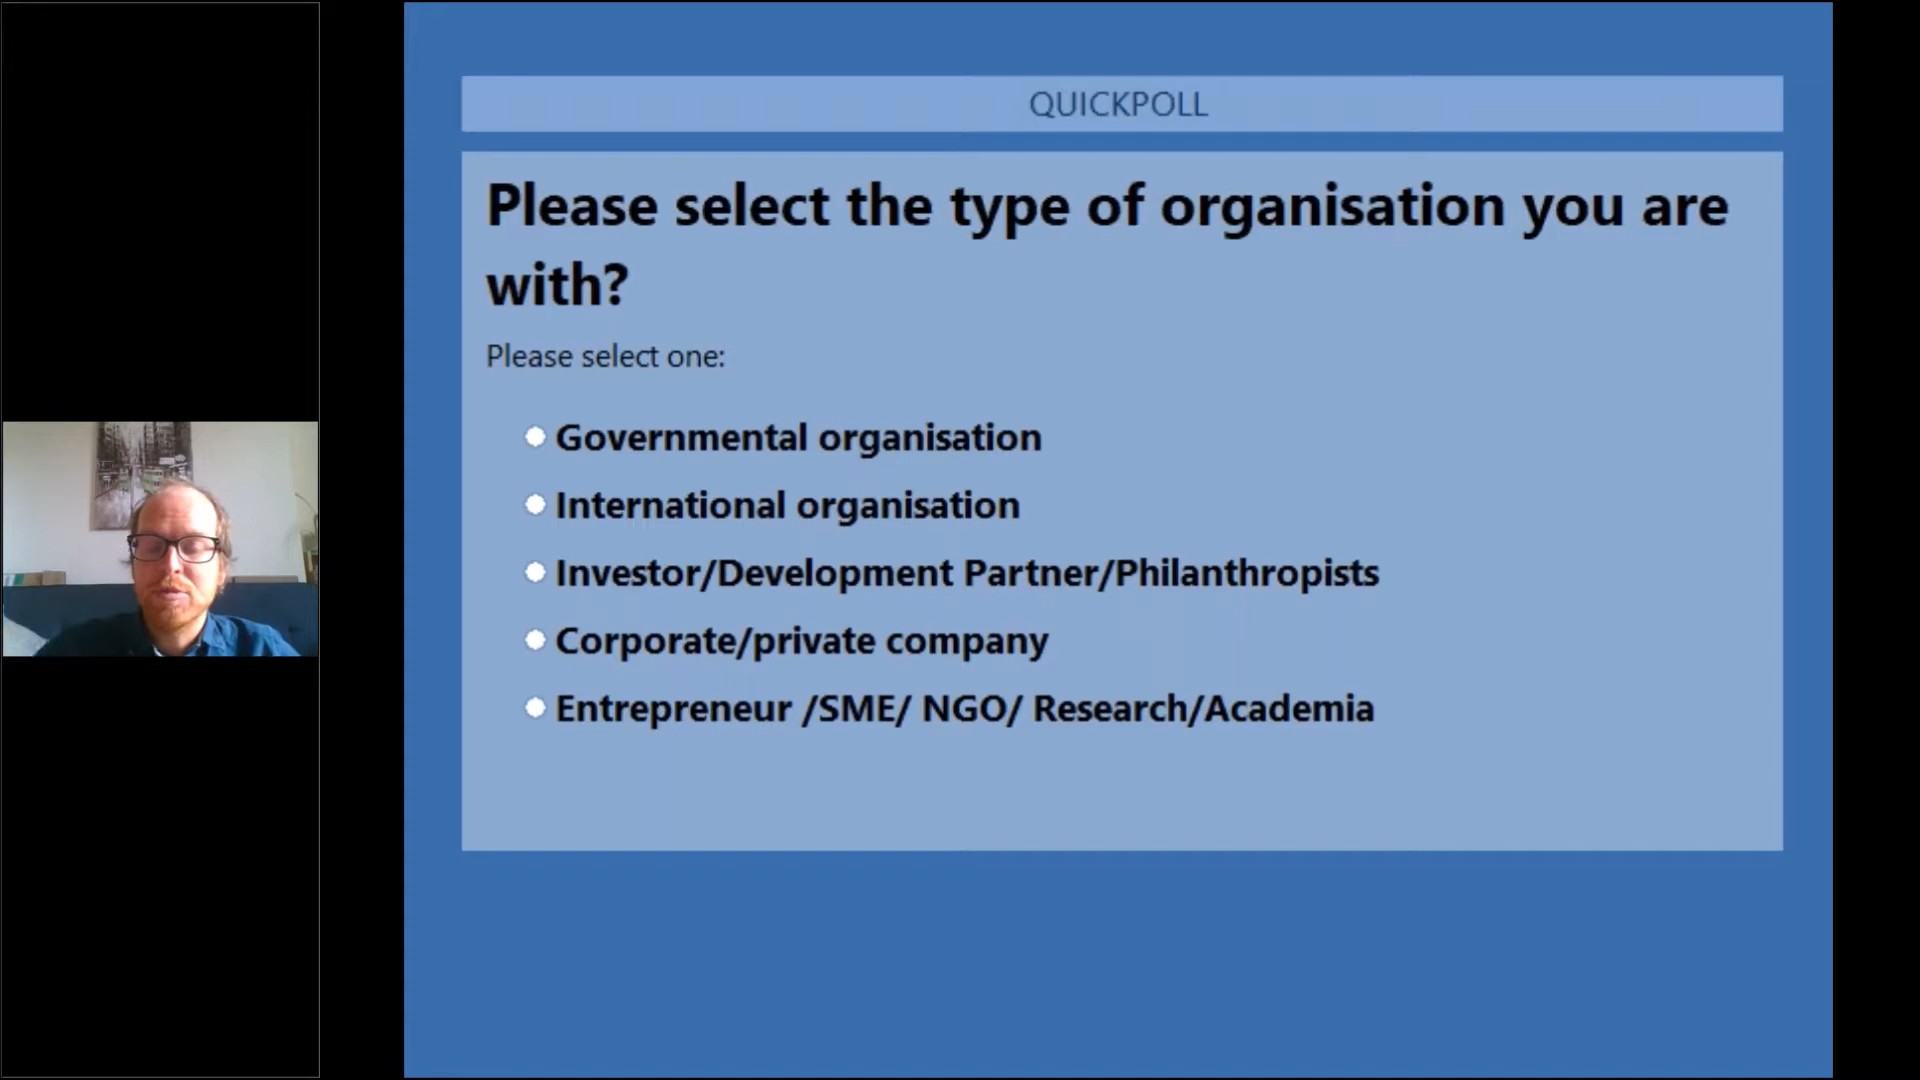 QUICKPOLL
Please select the type of organisation you are
with?
Please select one:
Governmental organisation
International organisation
Investor/Development Partner/Philanthropists
Corporate/private company
Entrepreneur /SME/ NGO/ Research/Academia